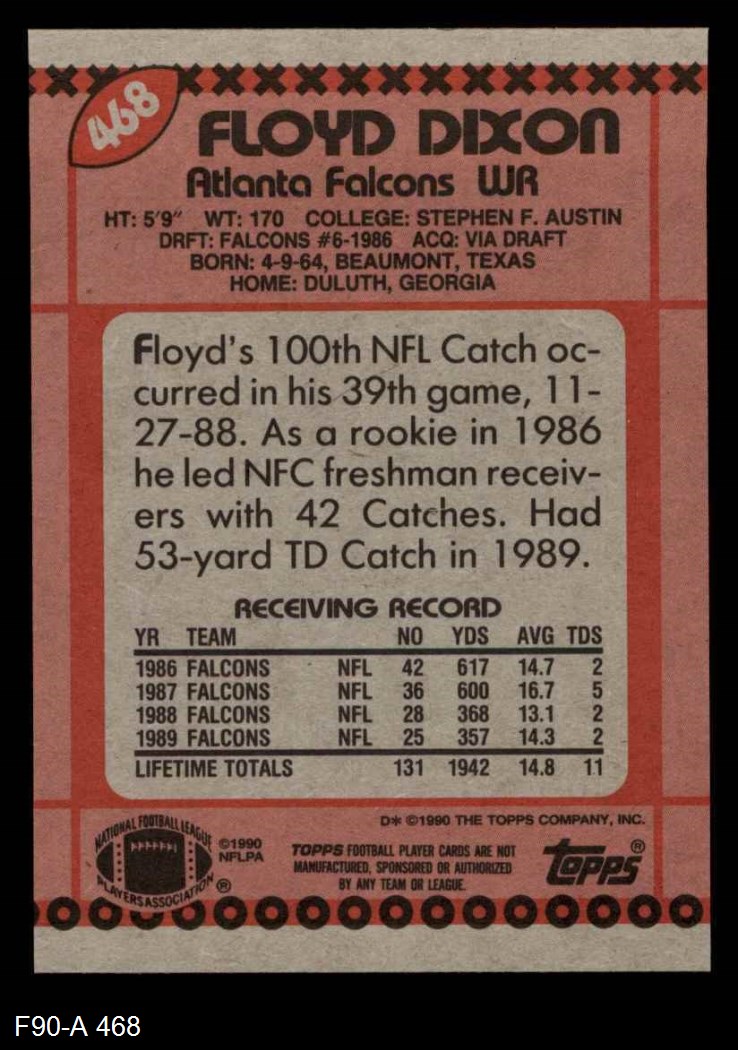 468
FLOYD DIXON
Atlanta Falcons WR
HT: 5'9" WT: 170 COLLEGE: STEPHEN F. AUSTIN
DRFT: FALCONS #6-1986 ACQ: VIA DRAFT
BORN: 4-9-64, BEAUMONT, TEXAS
HOME: DULUTH, GEORGIA
Floyd's 100th NFL Catch oc-
curred in his 39th game, 11-
27-88. As a rookie in 1986
he led NFC freshman receiv-
ers with 42 Catches. Had
53-yard TD Catch in 1989.
RECEIVING RECORD
YR TEAM NO YDS AVG TDS
1986 FALCONS NFL 42 617 14.7 2
1987 FALCONS NFL 36 600 16.7 5
1988 FALCONS NFL 28 368 13.1 2
1989 FALCONS NFL 25 357 14.3 2
LIFETIME TOTALS 131 1942 14.8 11
D* ©1990 THE TOPPS COMPANY, INC.
NATIONAL FOOTBALL LEAGUE
PLAYERS ASSOCIATION ®
©1990
NFLPA
TOPPS FOOTBALL PLAYER CARDS ARE NOT
MANUFACTURED, SPONSORED OR AUTHORIZED
BY ANY TEAM OR LEAGUE.
Topps®
F90-A 468